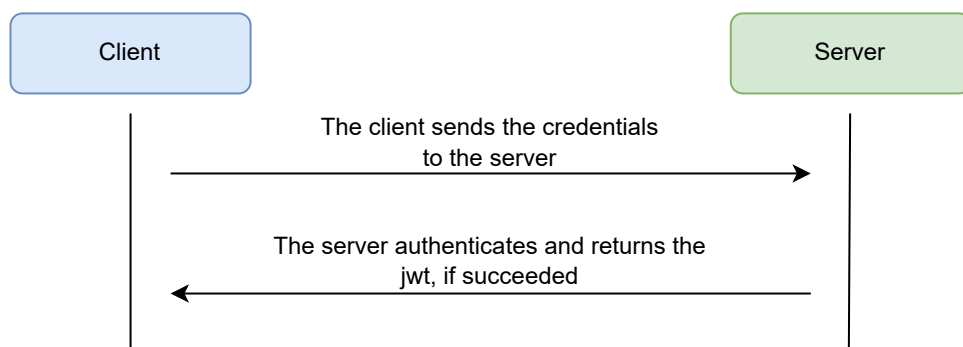 Client
Server
The client sends the credentials
to the server
The server authenticates and returns the
jwt, if succeeded